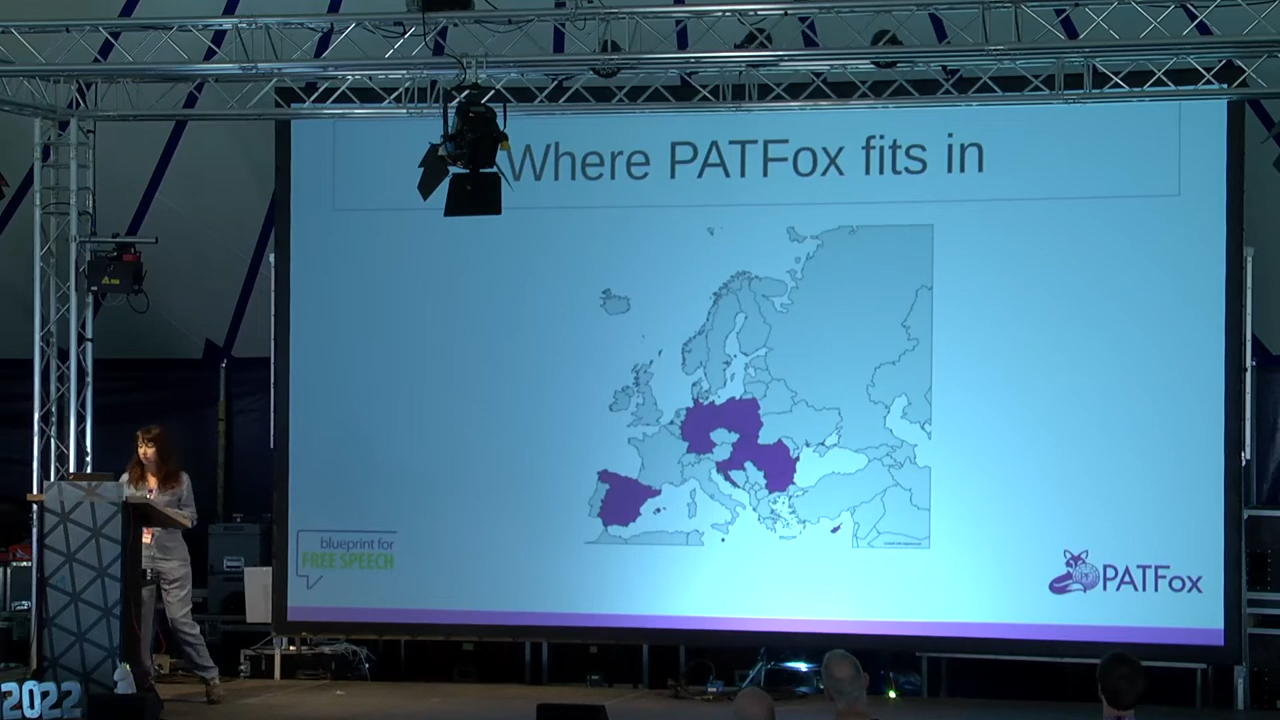 Where PATFox fits in
blueprint for
FREE SPEECH
PATFox
2022